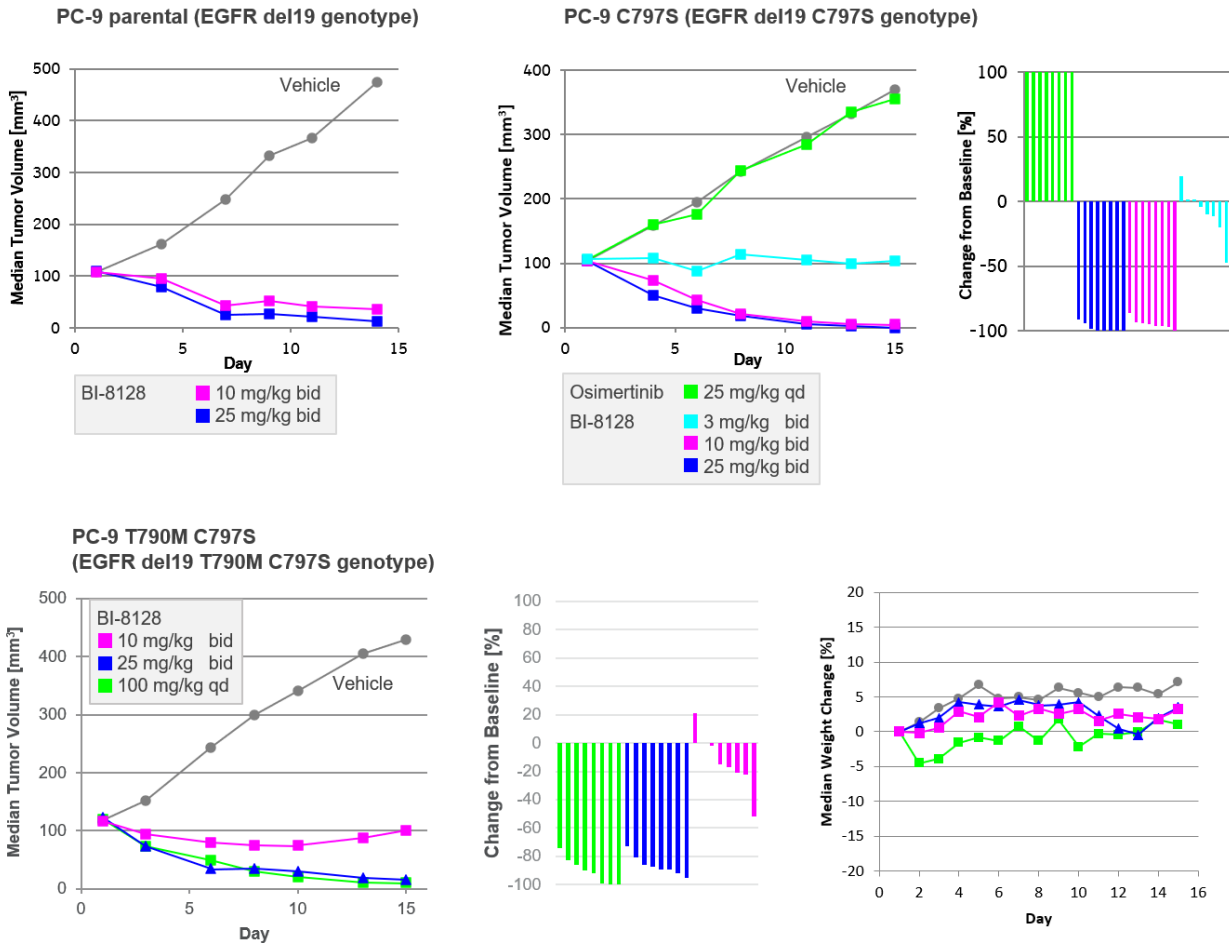 PC-9 parental (EGFR del19 genotype)
Median Tumor Volume [mm³]
500
400
300
200
100
0
0
5
10
15
Day
Vehicle
BI-8128
10 mg/kg bid
25 mg/kg bid
PC-9 C797S (EGFR del19 C797S genotype)
Median Tumor Volume [mm³]
400
300
200
100
0
0
5
10
15
Day
Vehicle
Osimertinib
25 mg/kg qd
BI-8128
3 mg/kg bid
10 mg/kg bid
25 mg/kg bid
Change from Baseline [%]
100
50
0
-50
-100
PC-9 T790M C797S
(EGFR del19 T790M C797S genotype)
Median Tumor Volume [mm³]
500
400
300
200
100
0
0
5
10
15
Day
BI-8128
10 mg/kg bid
25 mg/kg bid
100 mg/kg qd
Vehicle
Change from Baseline [%]
100
80
60
40
20
0
-20
-40
-60
-80
-100
Median Weight Change [%]
20
15
10
5
0
-5
-10
-15
-20
0
2
4
6
8
10
12
14
16
Day